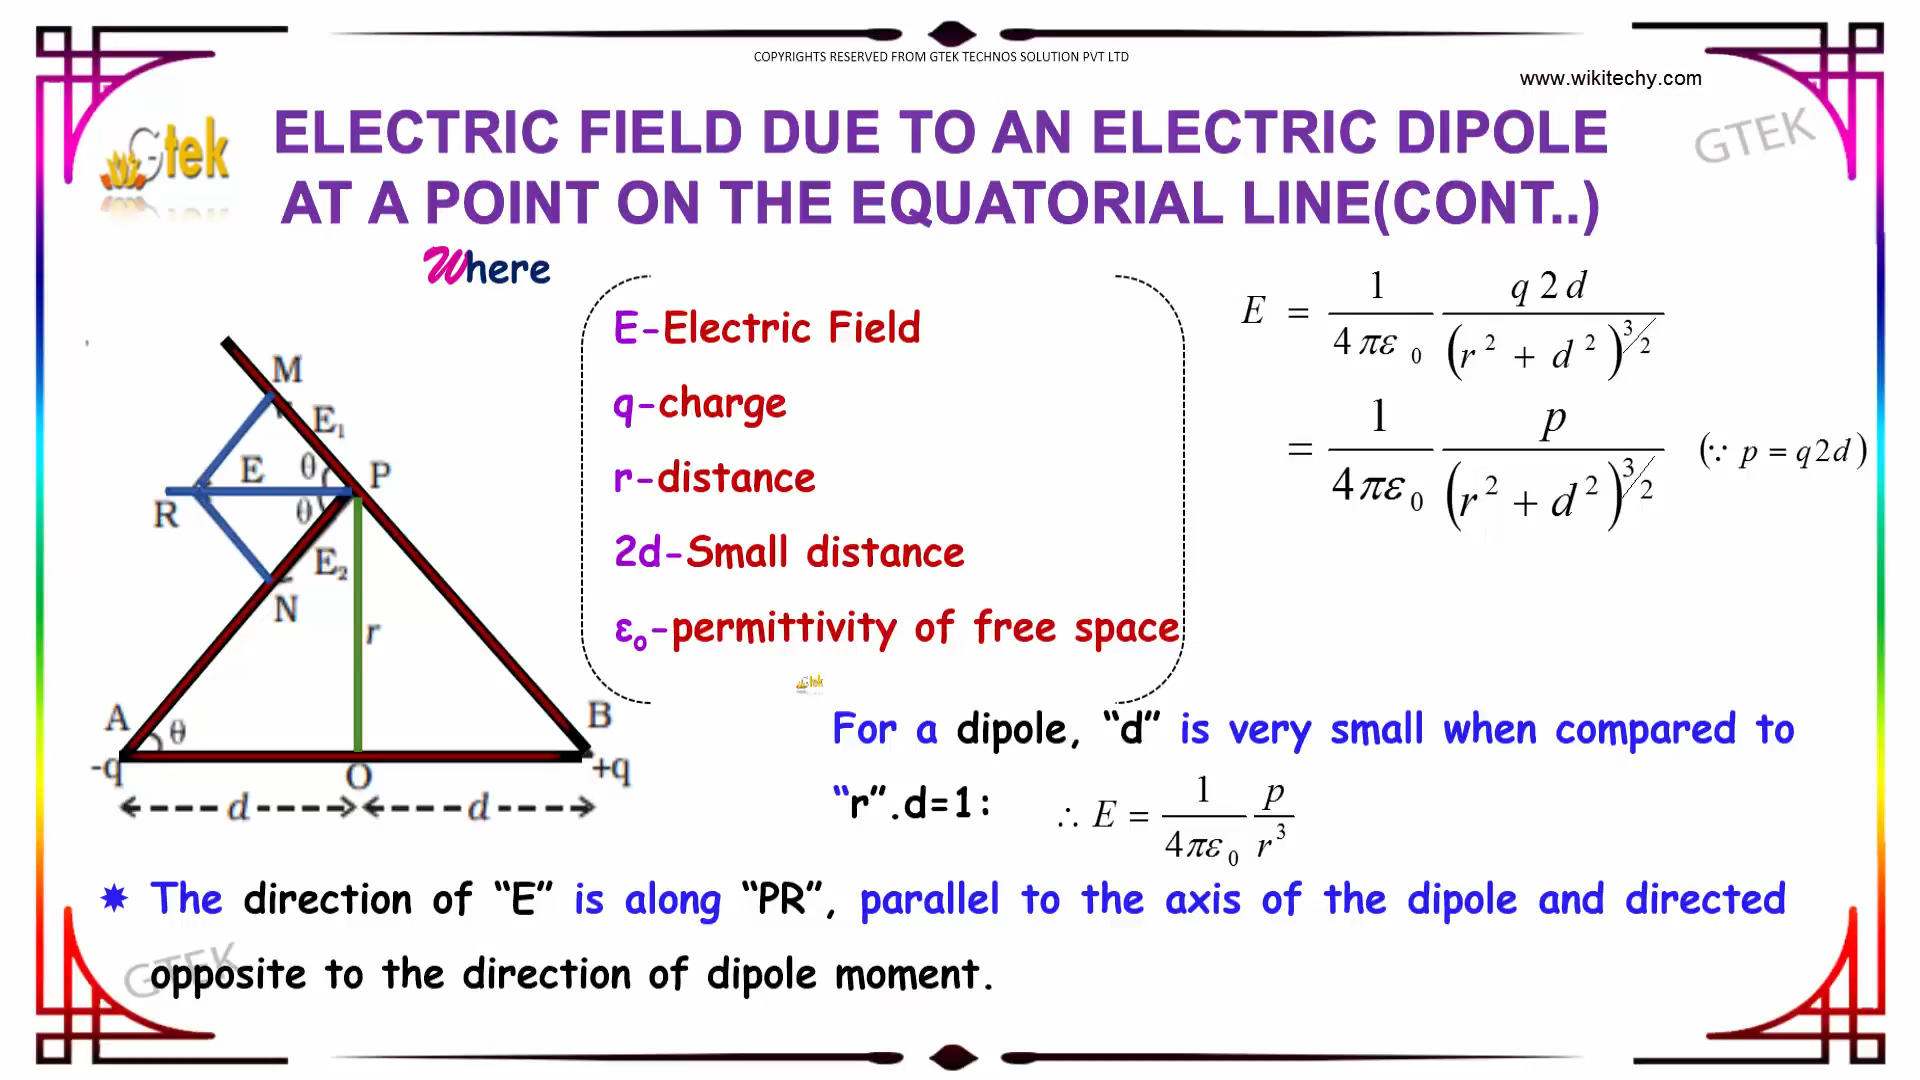 COPYRIGHTS RESERVED FROM GTEK TECHNOS SOLUTION PVT LTD
www.wikitechy.com
Gtek
GTEK
ELECTRIC FIELD DUE TO AN ELECTRIC DIPOLE
AT A POINT ON THE EQUATORIAL LINE(CONT..)
Where
E-Electric Field
q-charge
r-distance
2d-Small distance
ε₀-permittivity of free space
E = 1/(4πε₀) q2d/(r² + d²)^(3/2)
= 1/(4πε₀) p/(r² + d²)^(3/2) (∵ p = q2d)
M
E₁
E θ P
R θ
E₂
N
r
A θ B
-q O +q
d d
Gtek
For a dipole, “d” is very small when compared to
“r”.d=1: ∴ E = 1/(4πε₀) p/r³
The direction of “E” is along “PR”, parallel to the axis of the dipole and directed
opposite to the direction of dipole moment.
GTEK